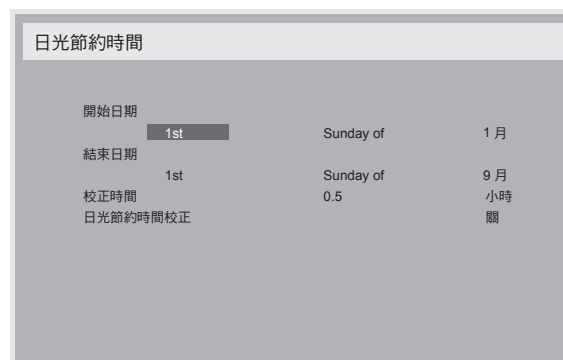 日光節約時間
開始日期
1st Sunday of 1 月
結束日期
1st Sunday of 9 月
校正時間 0.5 小時
日光節約時間校正 關